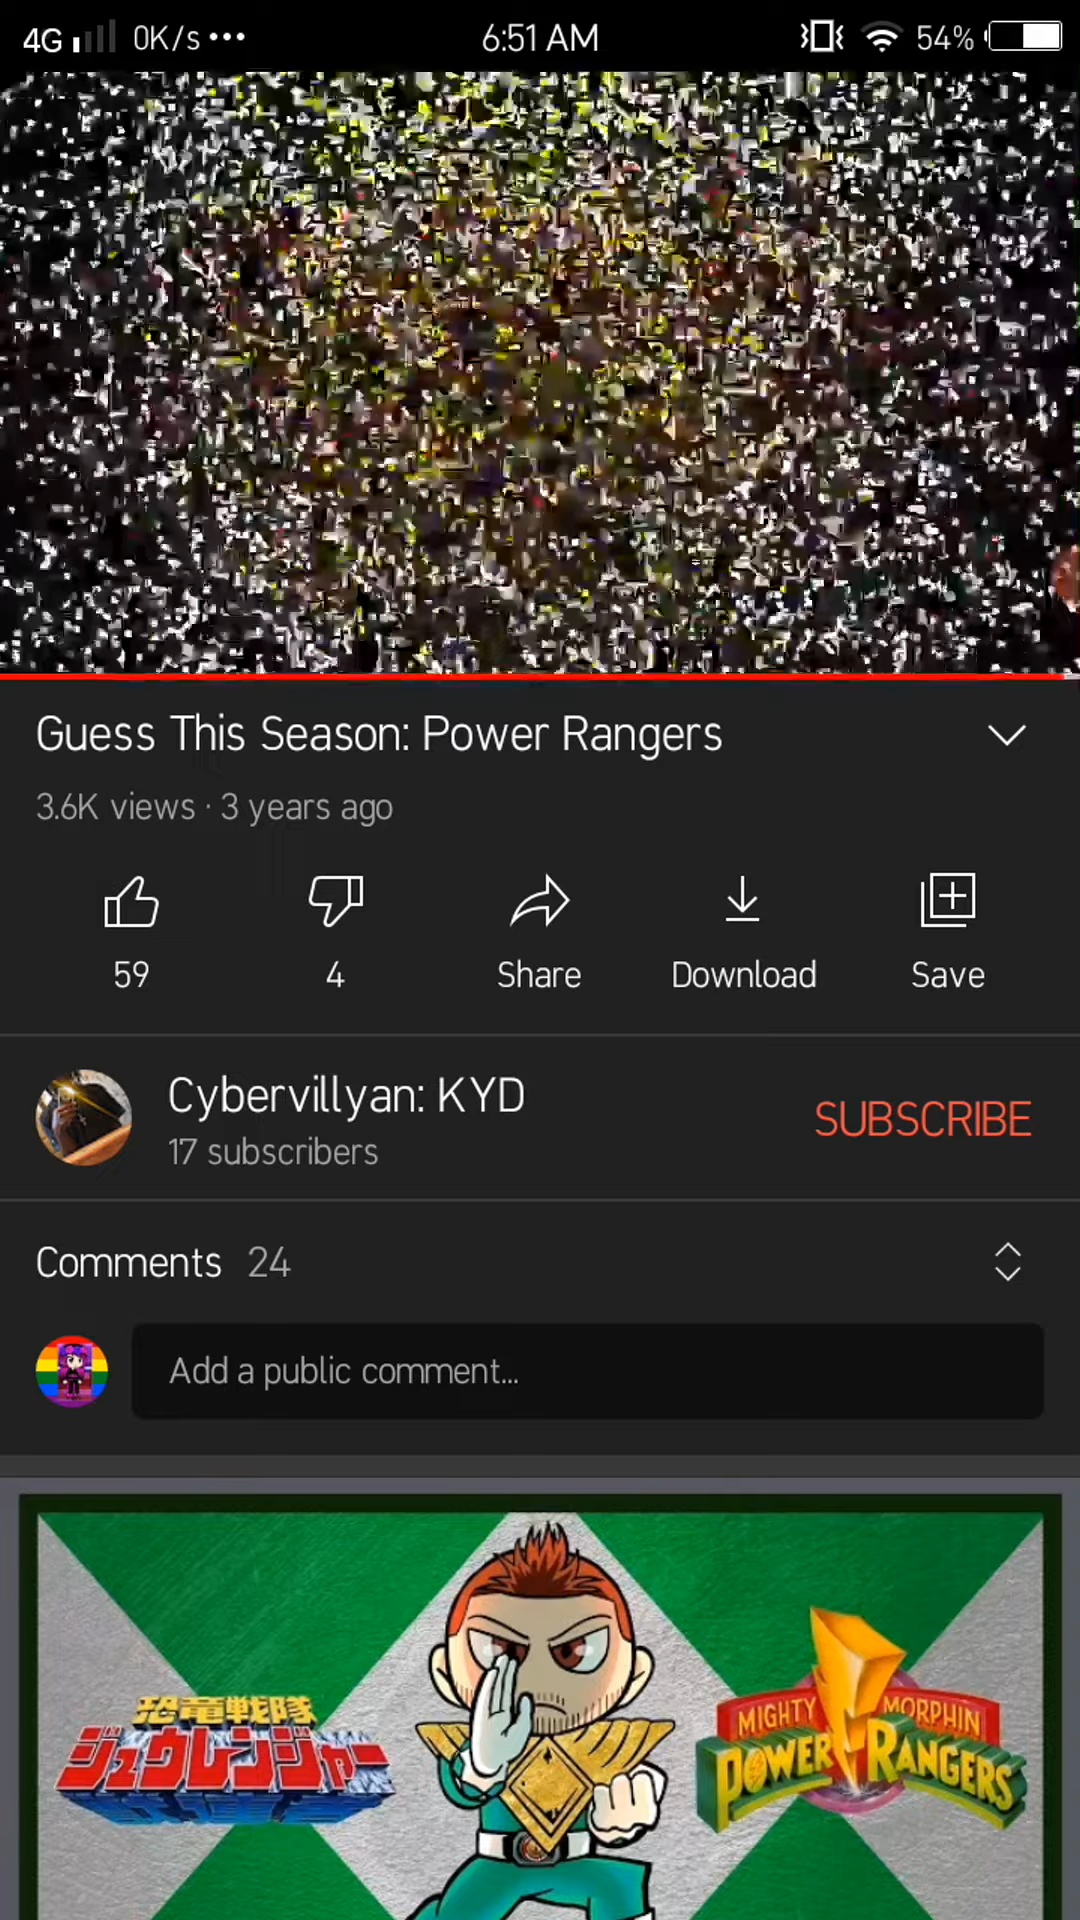 4G 0K/s ••• 6:51 AM 54%
Guess This Season: Power Rangers
3.6K views · 3 years ago
59 4 Share Download Save
Cybervillyan: KYD
17 subscribers
SUBSCRIBE
Comments 24
Add a public comment...
恐竜戦隊
ジュウレンジャー
MIGHTY MORPHIN
POWER RANGERS